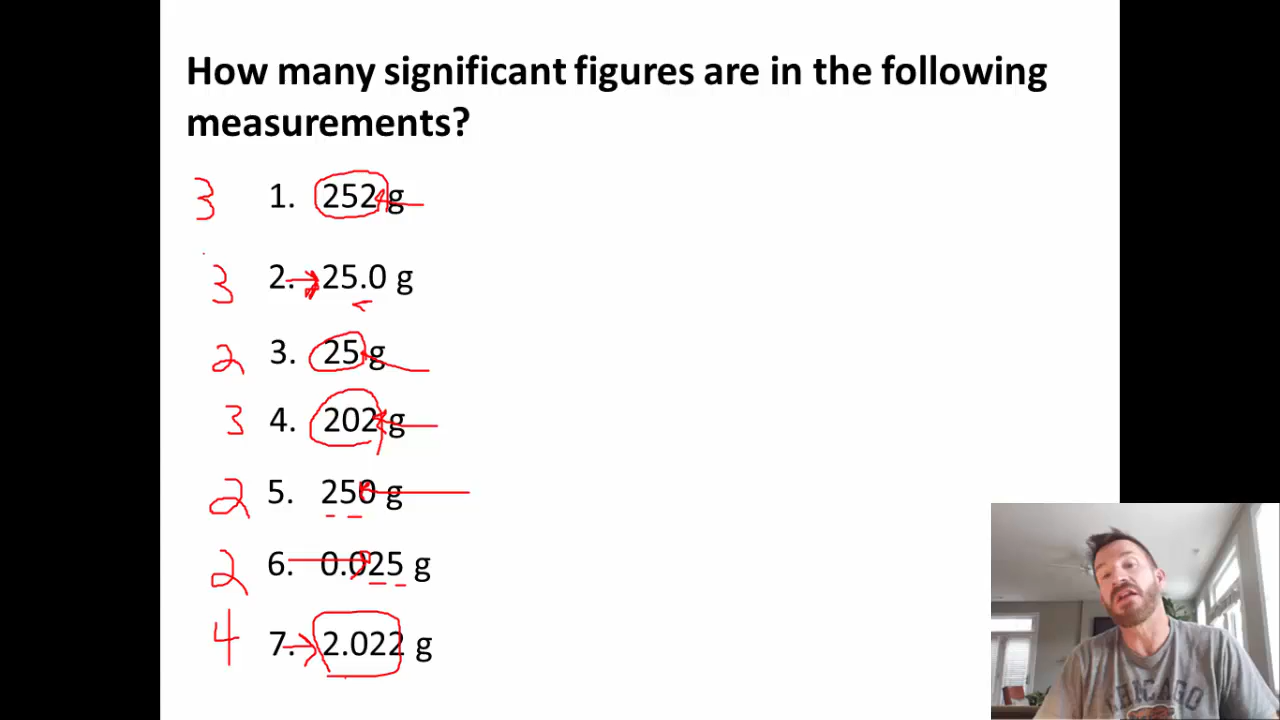 How many significant figures are in the following
measurements?
3 1. 252 g
3 2. 25.0 g
2 3. 25 g
3 4. 202 g
2 5. 250 g
2 6. 0.025 g
4 7. 2.022 g
CHICAGO